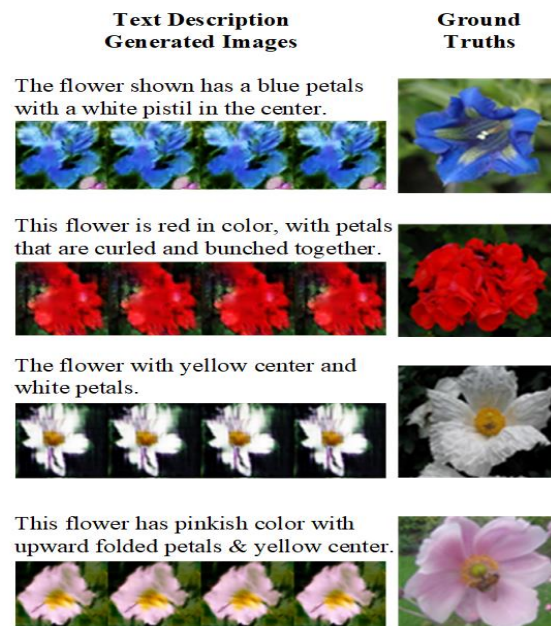 Text Description
Generated Images
Ground
Truths
The flower shown has a blue petals
with a white pistil in the center.
This flower is red in color, with petals
that are curled and bunched together.
The flower with yellow center and
white petals.
This flower has pinkish color with
upward folded petals & yellow center.